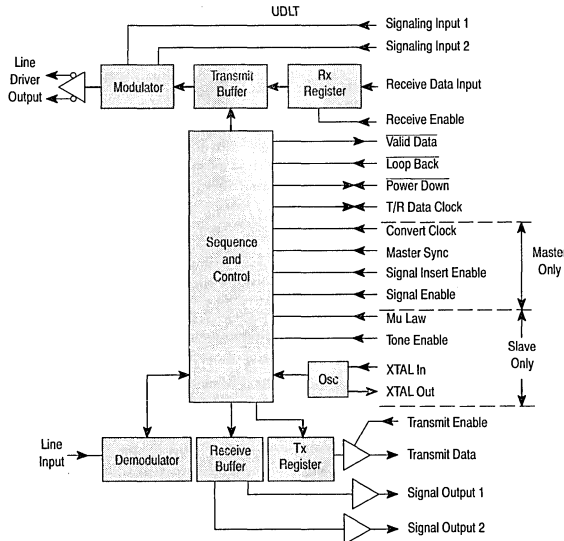 UDLT
Signaling Input 1
Signaling Input 2
Line
Driver
Output
Modulator
Transmit
Buffer
Rx
Register
Receive Data Input
Receive Enable
Valid Data
Loop Back
Power Down
T/R Data Clock
Sequence
and
Control
Convert Clock
Master Sync
Signal Insert Enable
Signal Enable
Master
Only
Mu Law
Tone Enable
Slave
Only
Osc
XTAL In
XTAL Out
Line
Input
Demodulator
Receive
Buffer
Tx
Register
Transmit Enable
Transmit Data
Signal Output 1
Signal Output 2